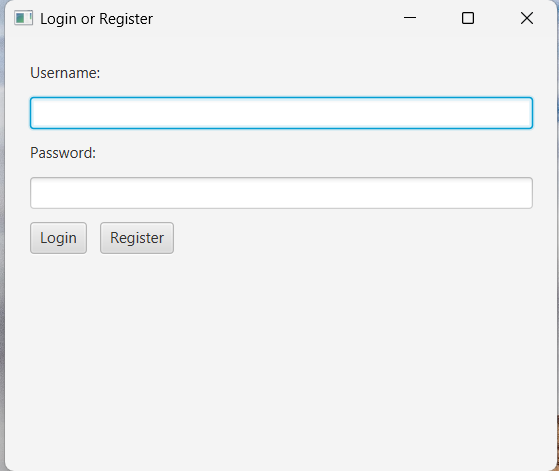 Login or Register
Username:
Password:
Login Register